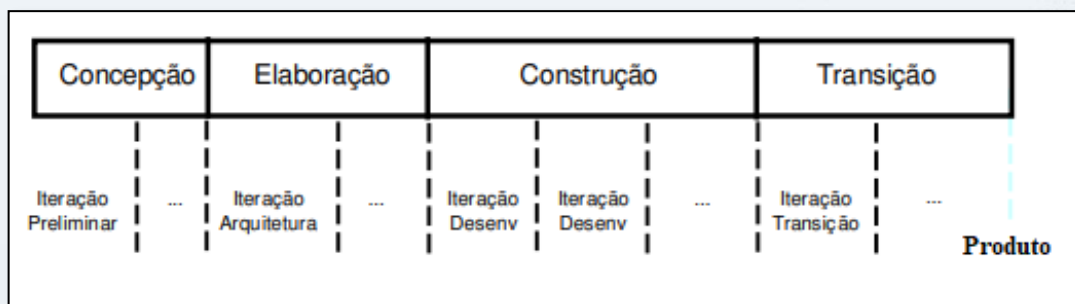 Concepção Elaboração Construção Transição
Iteração Preliminar
...
Iteração Arquitetura
...
Iteração Desenv
Iteração Desenv
...
Iteração Transição
...
Produto